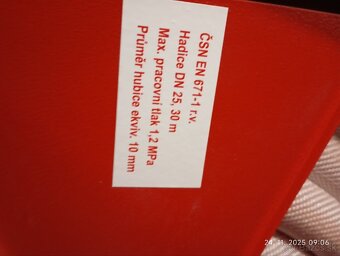 ČSN EN 671-1 r.v.
Hadice DN 25, 30 m
Max. pracovní tlak 1,2 MPa
Průměr hubice ekviv. 10 mm
24.11.2025 09:06